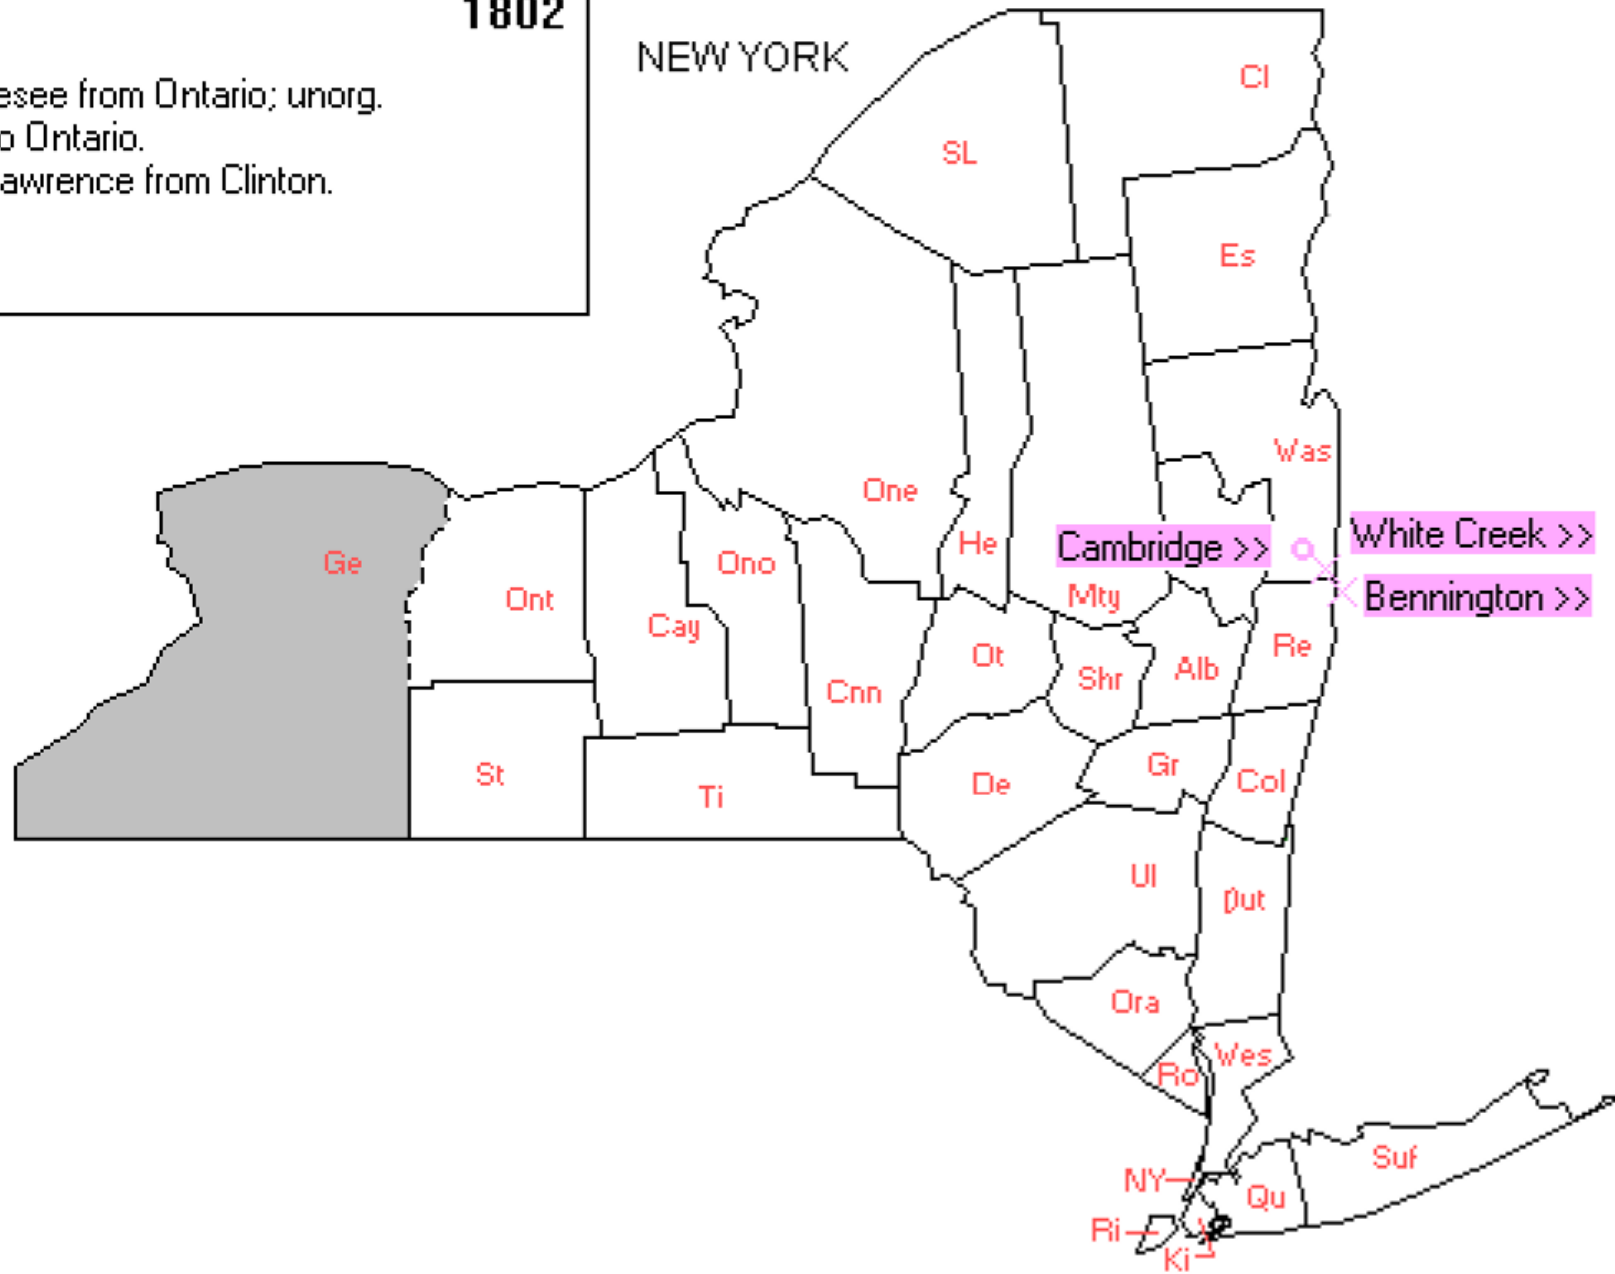 1802
esee from Ontario; unorg.
o Ontario.
awrence from Clinton.
NEW YORK
Cl
SL
Es
Was
One
He
Cambridge >>
White Creek >>
Bennington >>
Ge
Ono
Ont
Cay
Mty
Ot
Shr
Alb
Re
Cnn
St
Ti
De
Gr
Col
Ul
Dut
Ora
Ro
Wes
NY
Qu
Suf
Ri
Ki